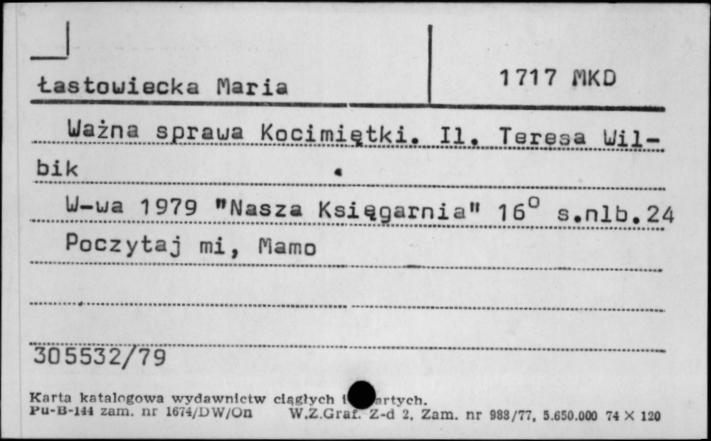 Łastowiecka Maria 1717 MKD
Ważna sprawa Kocimiętki. Il. Teresa Wil-
bik
W-wa 1979 "Nasza Księgarnia" 16° s.nlb.24
Poczytaj mi, Mamo
305532/79
Karta katalogowa wydawnictw ciągłych i
Pu-B-144 zam. nr 1674/DW/On W.Z.Graf. Z-d 2, Zam. nr 988/77, 5.650.000 74 × 120